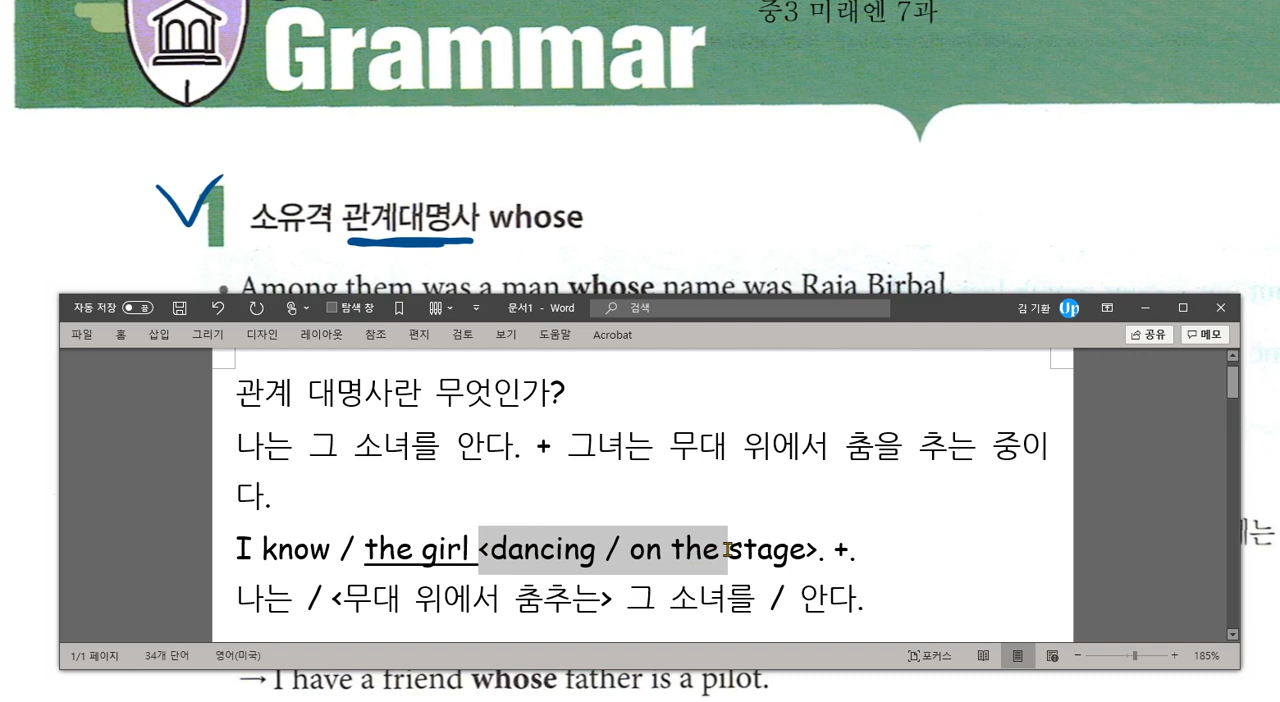 중3 미래엔 7과
Grammar
1 소유격 관계대명사 whose
• Among them was a man whose name was Raja Birbal.
자동 저장 끔 탐색 창 문서1 - Word 검색 김 기환 Up
파일 홈 삽입 그리기 디자인 레이아웃 참조 편지 검토 보기 도움말 Acrobat 공유 메모
관계 대명사란 무엇인가?
나는 그 소녀를 안다. + 그녀는 무대 위에서 춤을 추는 중이
다.
I know / the girl <dancing / on the stage>. +.
나는 / <무대 위에서 춤추는> 그 소녀를 / 안다.
1/1 페이지 34개 단어 영어(미국) 포커스 185%
→ I have a friend whose father is a pilot.